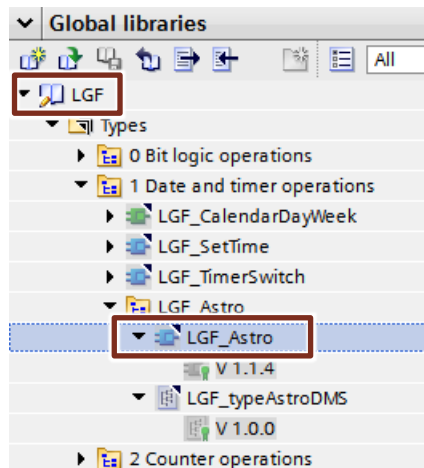 Global libraries
All
LGF
Types
0 Bit logic operations
1 Date and timer operations
LGF_CalendarDayWeek
LGF_SetTime
LGF_TimerSwitch
LGF_Astro
LGF_Astro
V 1.1.4
LGF_typeAstroDMS
V 1.0.0
2 Counter operations